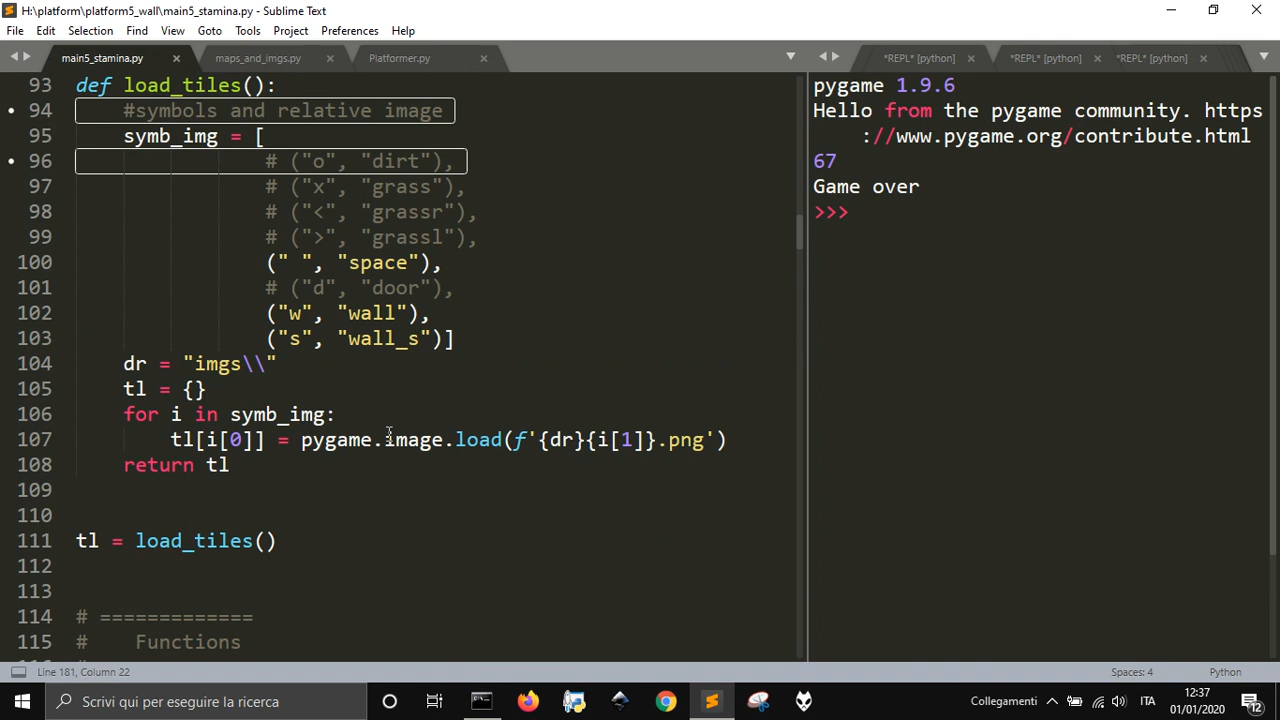 H:\platform\platform5_wall\main5_stamina.py - Sublime Text
File Edit Selection Find View Goto Tools Project Preferences Help
main5_stamina.py × maps_and_imgs.py × Platformer.py ×
*REPL* [python] × *REPL* [python] × *REPL* [python] ×
93 def load_tiles():
94 #symbols and relative image
95 symb_img = [
96 # ("o", "dirt"),
97 # ("x", "grass"),
98 # ("<", "grassr"),
99 # (">", "grassl"),
100 (" ", "space"),
101 # ("d", "door"),
102 ("w", "wall"),
103 ("s", "wall_s")]
104 dr = "imgs\\"
105 tl = {}
106 for i in symb_img:
107 tl[i[0]] = pygame.image.load(f'{dr}{i[1]}.png')
108 return tl
109
110
111 tl = load_tiles()
112
113
114 # =============
115 # Functions
pygame 1.9.6
Hello from the pygame community. https
://www.pygame.org/contribute.html
67
Game over
>>>
Line 181, Column 22
Spaces: 4 Python
Scrivi qui per eseguire la ricerca
Collegamenti
ITA
12:37
01/01/2020
12